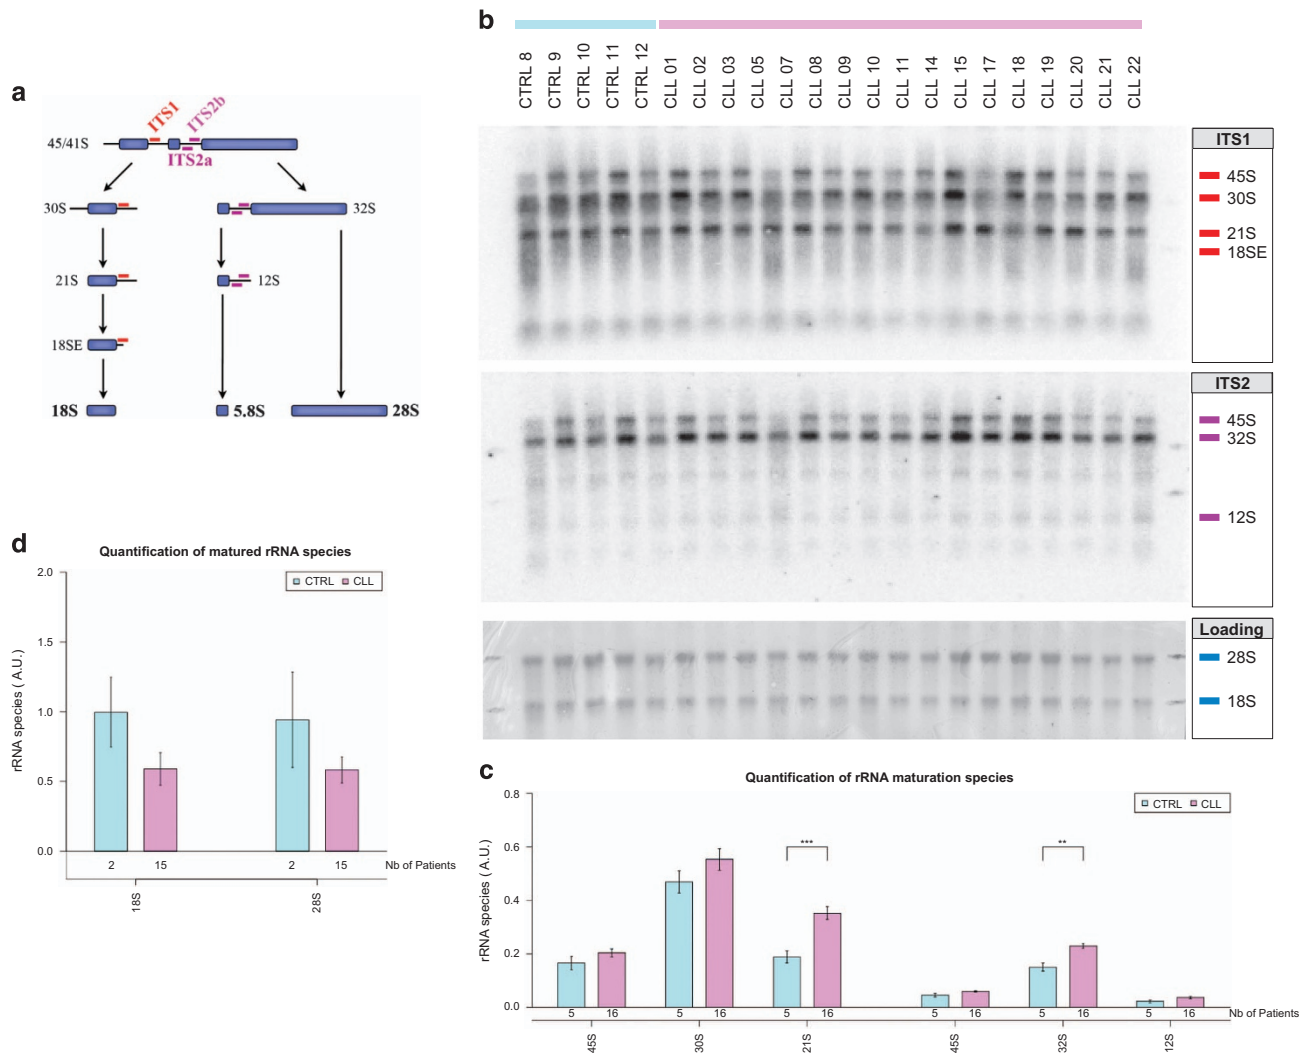 a
ITS1
ITS2b
45/41S
ITS2a
30S
32S
21S
12S
18SE
18S
5.8S
28S
b
CTRL 8
CTRL 9
CTRL 10
CTRL 11
CTRL 12
CLL 01
CLL 02
CLL 03
CLL 05
CLL 07
CLL 08
CLL 09
CLL 10
CLL 11
CLL 14
CLL 15
CLL 17
CLL 18
CLL 19
CLL 20
CLL 21
CLL 22
ITS1
45S
30S
21S
18SE
ITS2
45S
32S
12S
Loading
28S
18S
d
Quantification of matured rRNA species
CTRL CLL
rRNA species ( A.U.)
2.0
1.5
1.0
0.5
0.0
2 15 2 15 Nb of Patients
18S 28S
c
Quantification of rRNA maturation species
CTRL CLL
rRNA species ( A.U.)
0.8
0.6
0.4
0.2
0.0
*** **
5 16 5 16 5 16 5 16 5 16 5 16 Nb of Patients
45S 30S 21S 45S 32S 12S